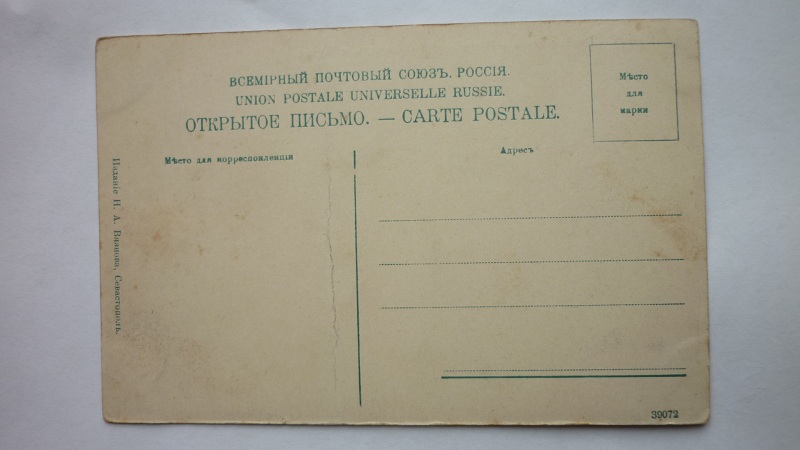 ВСЕМІРНЫЙ ПОЧТОВЫЙ СОЮЗЪ. РОССІЯ.
UNION POSTALE UNIVERSELLE RUSSIE.
ОТКРЫТОЕ ПИСЬМО. — CARTE POSTALE.
Мѣсто
для
марки
Мѣсто для корреспонденціи
Адресъ
Изданіе Н. А. Вязнова, Севастополь.
39072